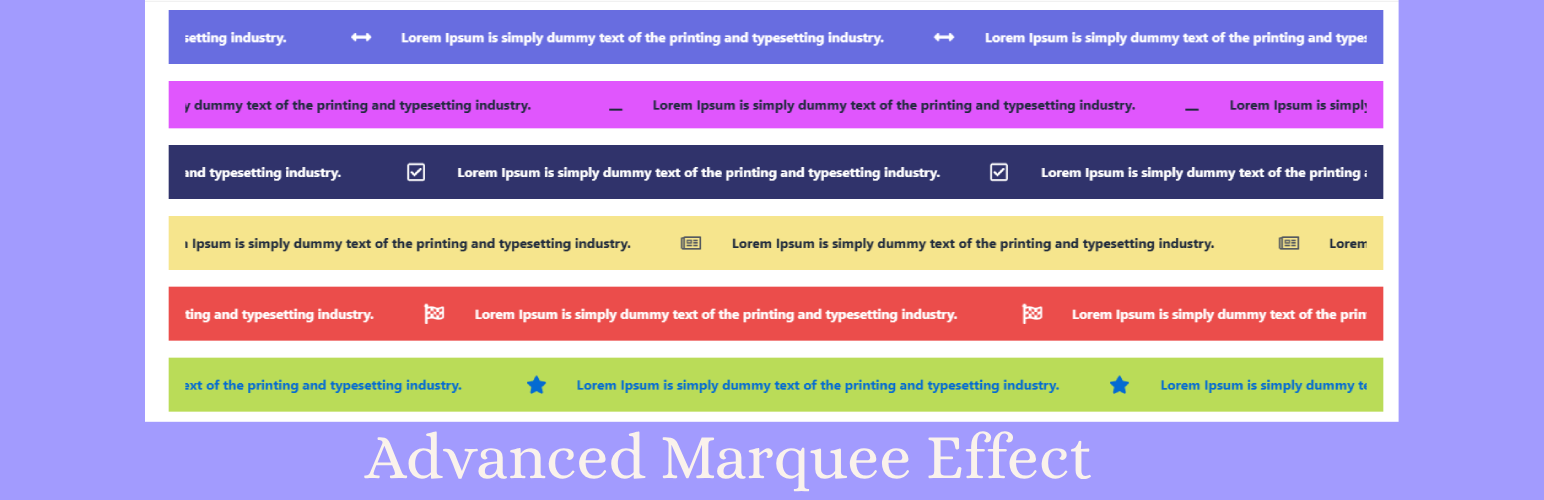 setting industry. Lorem Ipsum is simply dummy text of the printing and typesetting industry. Lorem Ipsum is simply dummy text of the printing and types
y dummy text of the printing and typesetting industry. Lorem Ipsum is simply dummy text of the printing and typesetting industry. Lorem Ipsum is simply
and typesetting industry. Lorem Ipsum is simply dummy text of the printing and typesetting industry. Lorem Ipsum is simply dummy text of the printing
Ipsum is simply dummy text of the printing and typesetting industry. Lorem Ipsum is simply dummy text of the printing and typesetting industry. Lorem
ting and typesetting industry. Lorem Ipsum is simply dummy text of the printing and typesetting industry. Lorem Ipsum is simply dummy text of the prin
ext of the printing and typesetting industry. Lorem Ipsum is simply dummy text of the printing and typesetting industry. Lorem Ipsum is simply dummy te
Advanced Marquee Effect